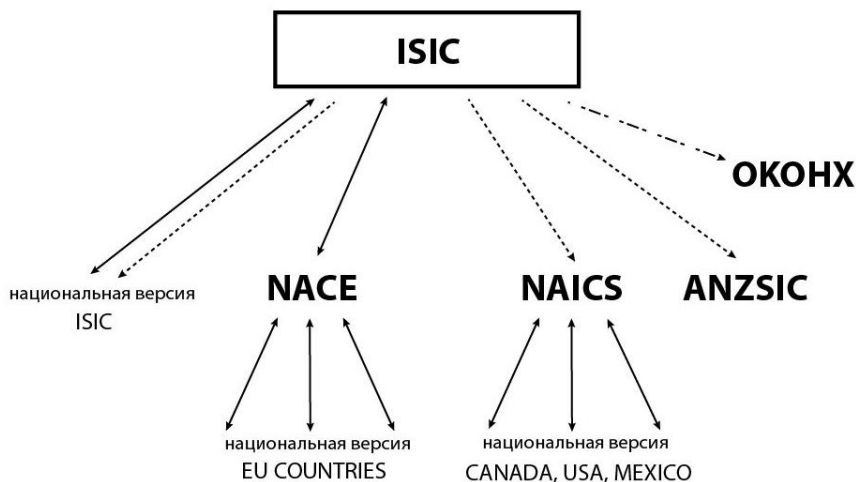 ISIC
ОКОНХ
национальная версия
ISIC
NACE
NAICS
ANZSIC
национальная версия
EU COUNTRIES
национальная версия
CANADA, USA, MEXICO